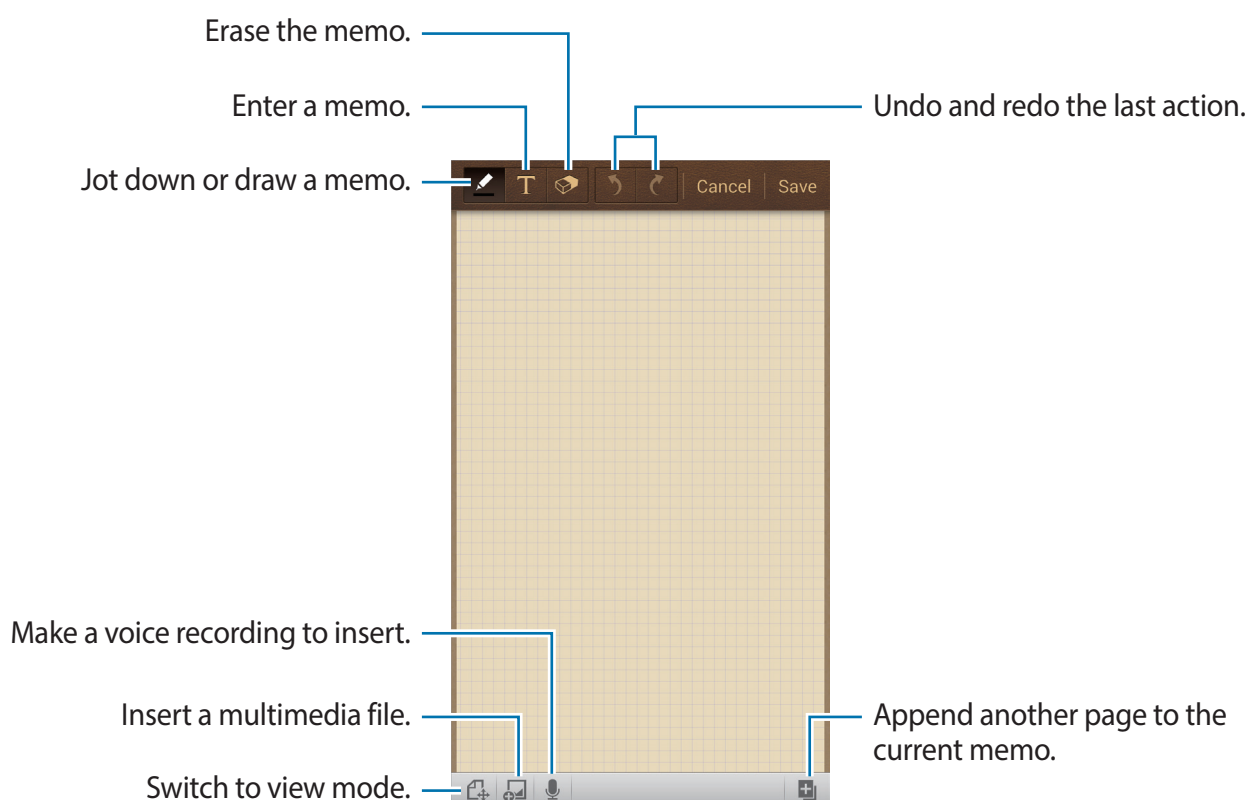 Erase the memo.
Enter a memo.
Undo and redo the last action.
Jot down or draw a memo.
T
Cancel
Save
Make a voice recording to insert.
Insert a multimedia file.
Append another page to the
current memo.
Switch to view mode.